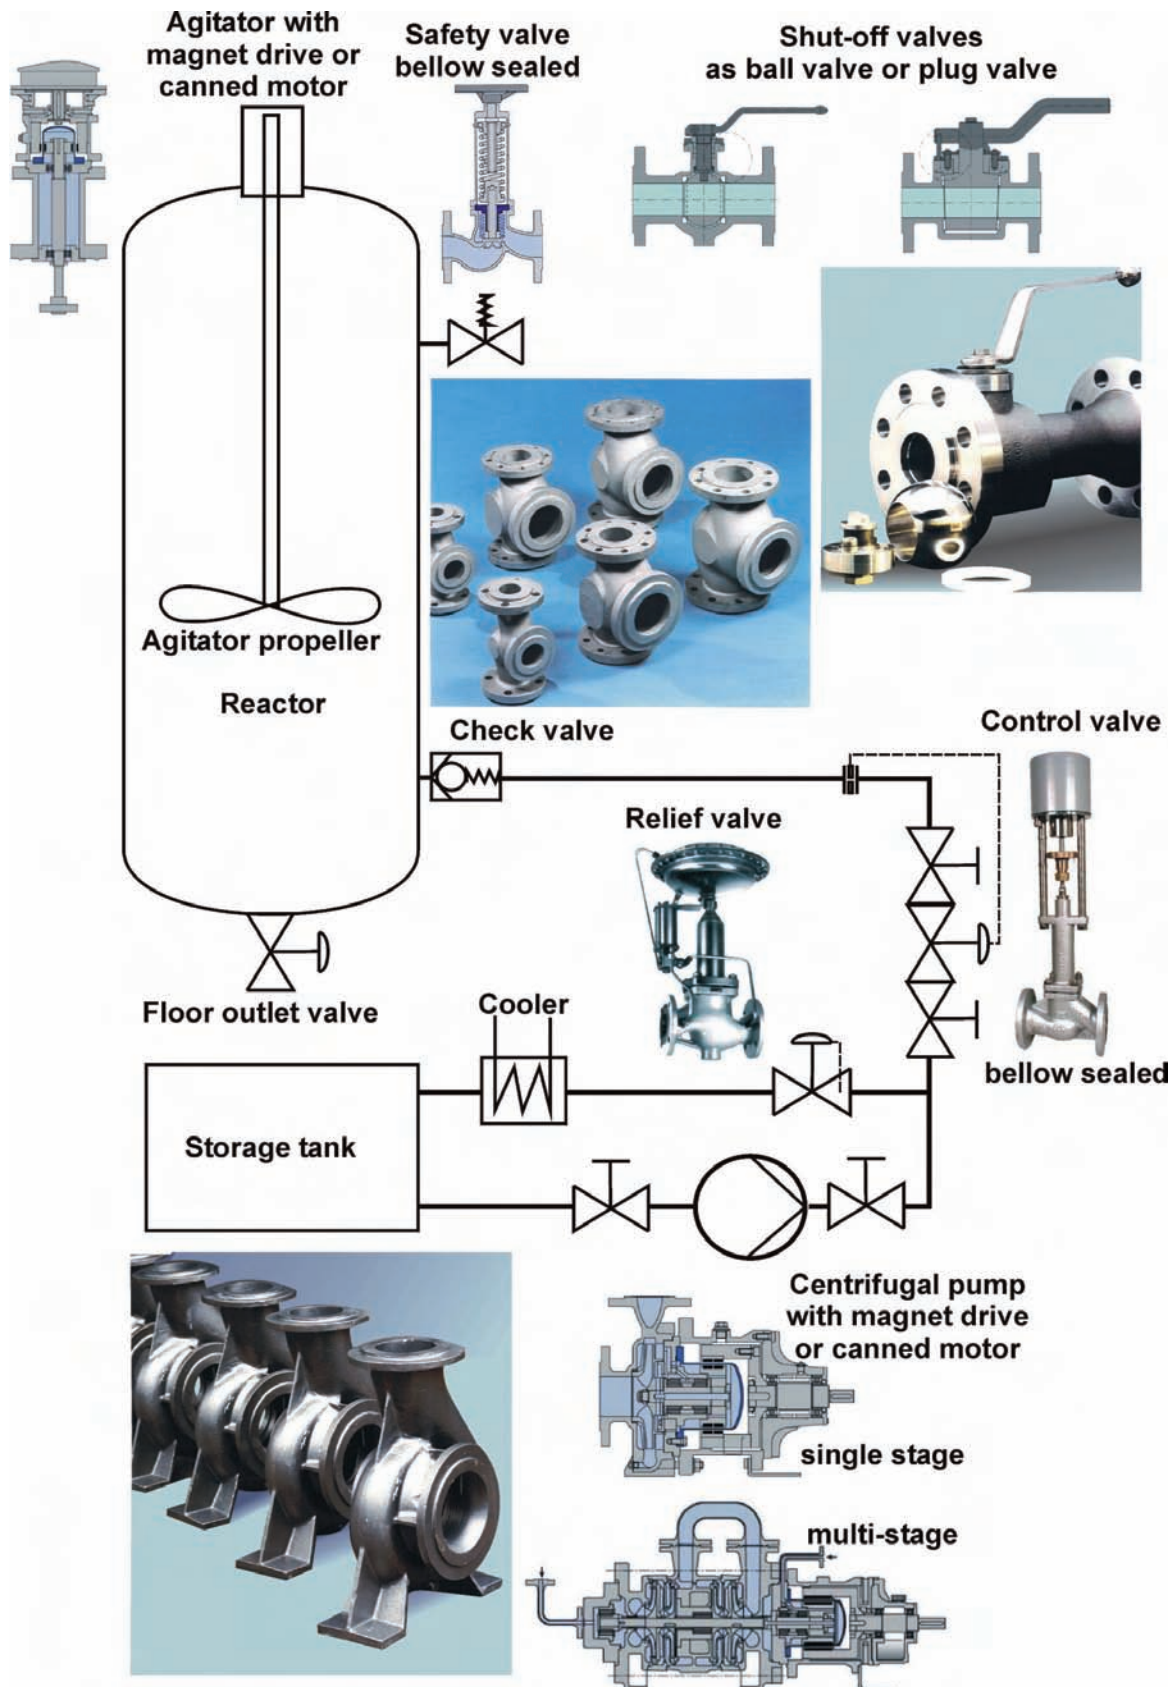 Agitator with
magnet drive or
canned motor
Safety valve
bellow sealed
Shut-off valves
as ball valve or plug valve
Agitator propeller
Reactor
Check valve
Control valve
Relief valve
Floor outlet valve
Cooler
bellow sealed
Storage tank
Centrifugal pump
with magnet drive
or canned motor
single stage
multi-stage